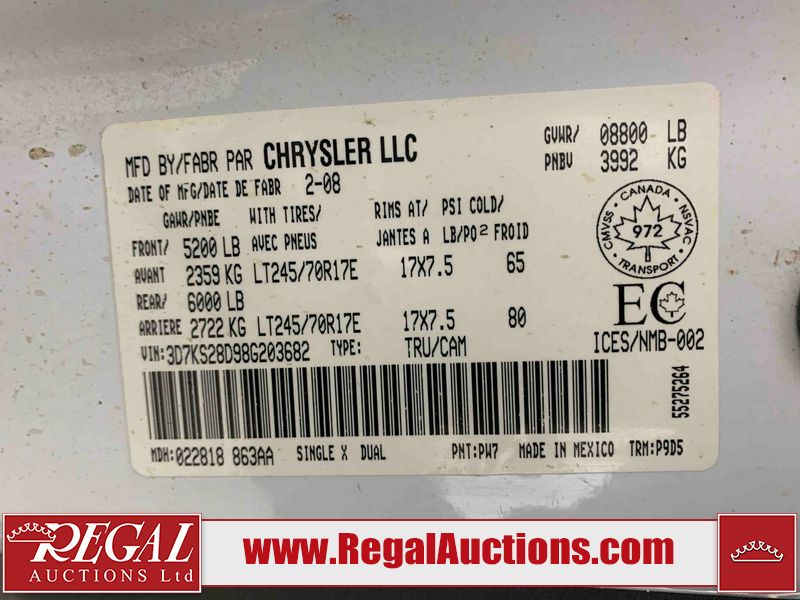 MFD BY/FABR PAR CHRYSLER LLC
GVWR/ 08800 LB
PNBV 3992 KG
DATE OF MFG/DATE DE FABR 2-08
GAWR/PNBE WITH TIRES/ RIMS AT/ PSI COLD/
FRONT/ 5200 LB AVEC PNEUS JANTES A LB/PO2 FROID
AVANT 2359 KG LT245/70R17E 17X7.5 65
REAR/ 6000 LB
ARRIERE 2722 KG LT245/70R17E 17X7.5 80
VIN:3D7KS28D98G203682 TYPE: TRU/CAM
CANADA
CMVSS 972 NSVAC
TRANSPORT
EC
ICES/NMB-002
55275264
MDH:022818 863AA SINGLE X DUAL PNT:PW7 MADE IN MEXICO TRM:P9D5
REGAL
AUCTIONS Ltd
www.RegalAuctions.com